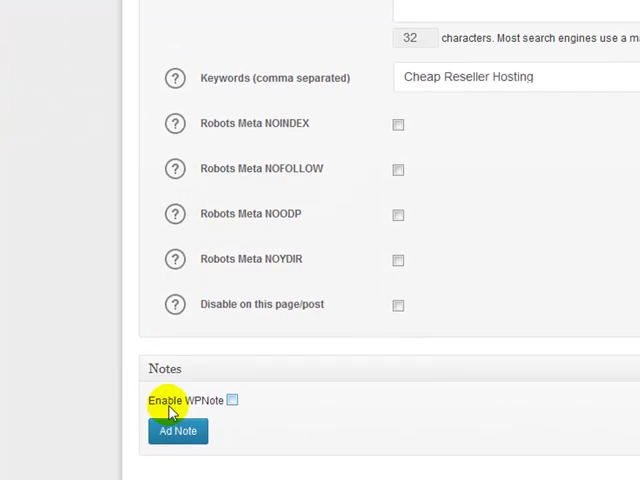 32 characters. Most search engines use a
Keywords (comma separated) Cheap Reseller Hosting
Robots Meta NOINDEX
Robots Meta NOFOLLOW
Robots Meta NOODP
Robots Meta NOYDIR
Disable on this page/post
Notes
Enable WPNote
Ad Note